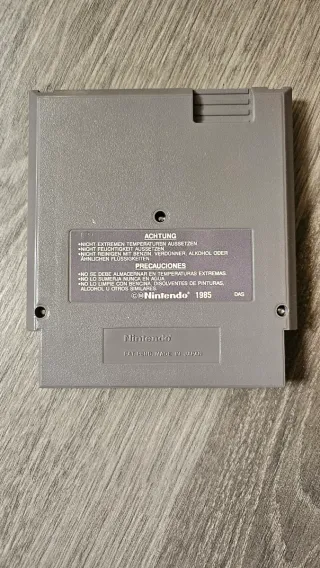 ACHTUNG
•NICHT EXTREMEN TEMPERATUREN AUSSETZEN
•NICHT FEUCHTIGKEIT AUSSETZEN
•NICHT REINIGEN MIT BENZIN, VERDÜNNER, ALKOHOL ODER
ÄHNLICHEN FLÜSSIGKEITEN
PRECAUCIONES
•NO SE DEBE ALMACERNAR EN TEMPERATURAS EXTREMAS.
•NO LO SUMERJA NUNCA EN AGUA.
•NO LO LIMPIE CON BENCINA, DISOLVENTES DE PINTURAS,
ALCOHOL U OTROS SIMILARES.
©®Nintendo 1985 DAS
Nintendo
MADE IN JAPAN